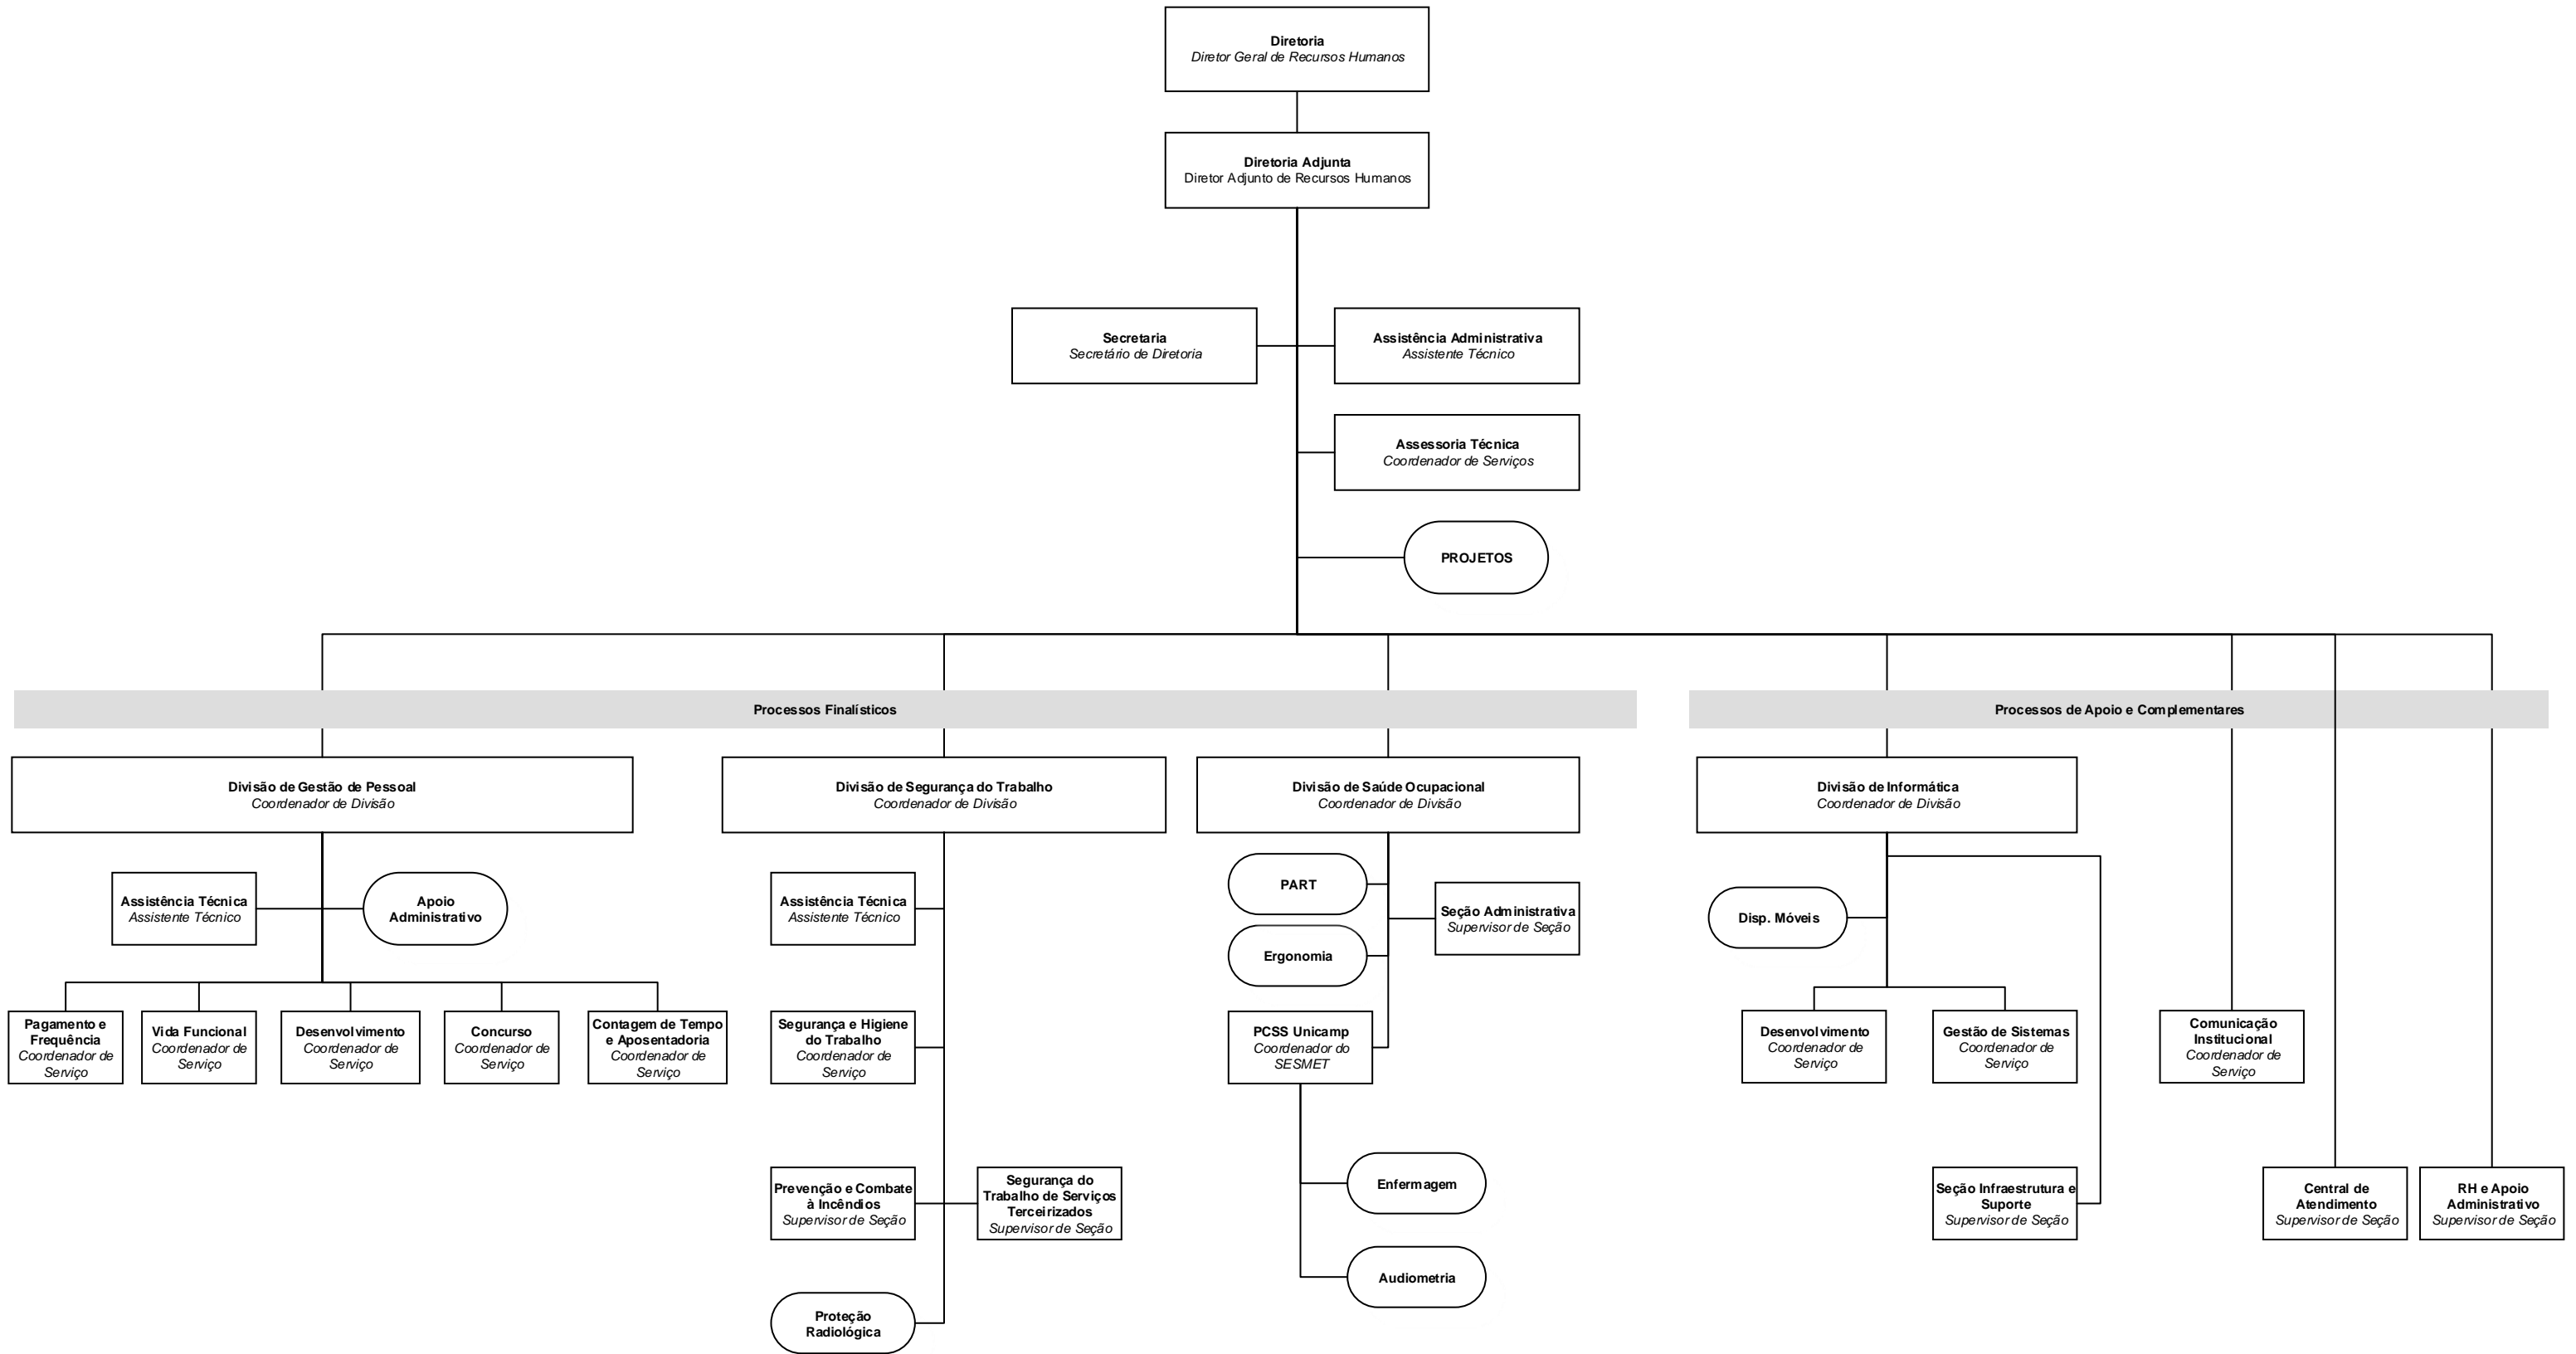 Diretoria
Diretor Geral de Recursos Humanos
Diretoria Adjunta
Diretor Adjunto de Recursos Humanos
Secretaria
Secretário de Diretoria
Assistência Administrativa
Assistente Técnico
Assessoria Técnica
Coordenador de Serviços
PROJETOS
Processos Finalísticos
Processos de Apoio e Complementares
Divisão de Gestão de Pessoal
Coordenador de Divisão
Divisão de Segurança do Trabalho
Coordenador de Divisão
Divisão de Saúde Ocupacional
Coordenador de Divisão
Divisão de Informática
Coordenador de Divisão
Assistência Técnica
Assistente Técnico
Apoio
Administrativo
Assistência Técnica
Assistente Técnico
PART
Seção Administrativa
Supervisor de Seção
Ergonomia
Disp. Móveis
Pagamento e
Frequência
Coordenador de
Serviço
Vida Funcional
Coordenador de
Serviço
Desenvolvimento
Coordenador de
Serviço
Concurso
Coordenador de
Serviço
Contagem de Tempo
e Aposentadoria
Coordenador de
Serviço
Segurança e Higiene
do Trabalho
Coordenador de
Serviço
PCSS Unicamp
Coordenador do
SESMET
Desenvolvimento
Coordenador de
Serviço
Gestão de Sistemas
Coordenador de
Serviço
Comunicação
Institucional
Coordenador de
Serviço
Prevenção e Combate
à Incêndios
Supervisor de Seção
Segurança do
Trabalho de Serviços
Terceirizados
Supervisor de Seção
Enfermagem
Seção Infraestrutura e
Suporte
Supervisor de Seção
Central de
Atendimento
Supervisor de Seção
RH e Apoio
Administrativo
Supervisor de Seção
Audiometria
Proteção
Radiológica